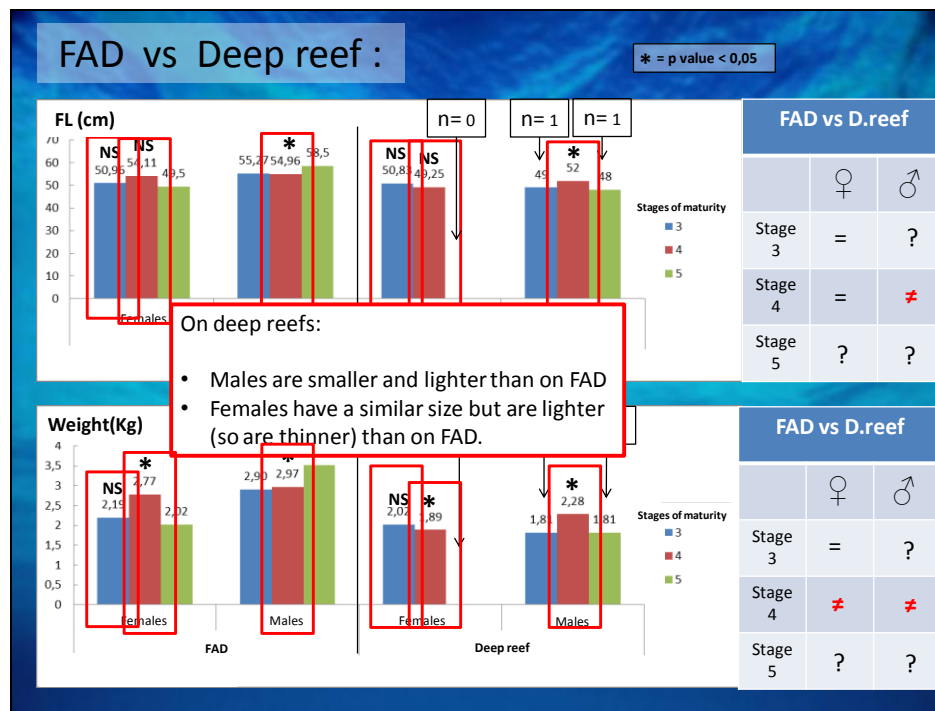 FAD vs Deep reef :
* = p value < 0,05
FL (cm)
n= 0
n= 1
n= 1
70
60
50
40
30
20
10
0
NS
NS
*
NS
NS
*
50,96
54,11
49,5
55,27
54,96
58,5
50,83
49,25
49
52
48
Females
Stages of maturity
3
4
5
FAD vs D.reef
♀ ♂
Stage 
3 = ?
Stage
4 = ≠
Stage
5 ? ?
On deep reefs:
• Males are smaller and lighter than on FAD
• Females have a similar size but are lighter
(so are thinner) than on FAD.
Weight(Kg)
4
3,5
3
2,5
2
1,5
1
0,5
0
NS
*
*
NS
*
*
2,19
2,77
2,02
2,90
2,97
2,02
1,89
1,81
2,28
1,81
Females
Males
Females
Males
FAD
Deep reef
Stages of maturity
3
4
5
FAD vs D.reef
♀ ♂
Stage
3 = ?
Stage
4 ≠ ≠
Stage
5 ? ?